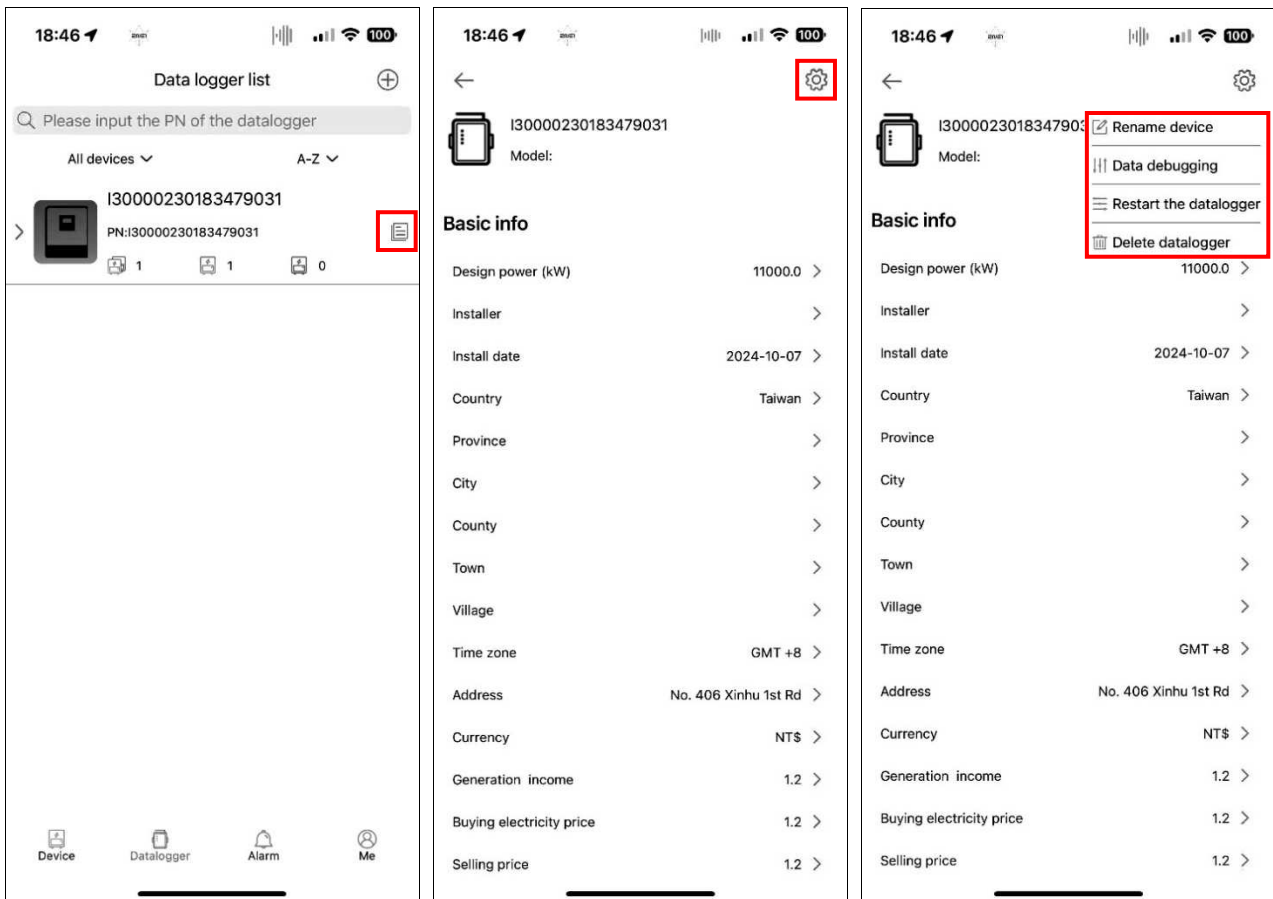 18:46
100
Data logger list
Please input the PN of the datalogger
All devices
A-Z
I30000230183479031
PN:I30000230183479031
1
1
0
Device
Datalogger
Alarm
Me
18:46
100
I30000230183479031
Model:
Basic info
Design power (kW) 11000.0
Installer
Install date 2024-10-07
Country Taiwan
Province
City
County
Town
Village
Time zone GMT +8
Address No. 406 Xinhu 1st Rd
Currency NT$
Generation income 1.2
Buying electricity price 1.2
Selling price 1.2
18:46
100
I3000023018347903
Model:
Rename device
Data debugging
Restart the datalogger
Delete datalogger
Basic info
Design power (kW) 11000.0
Installer
Install date 2024-10-07
Country Taiwan
Province
City
County
Town
Village
Time zone GMT +8
Address No. 406 Xinhu 1st Rd
Currency NT$
Generation income 1.2
Buying electricity price 1.2
Selling price 1.2